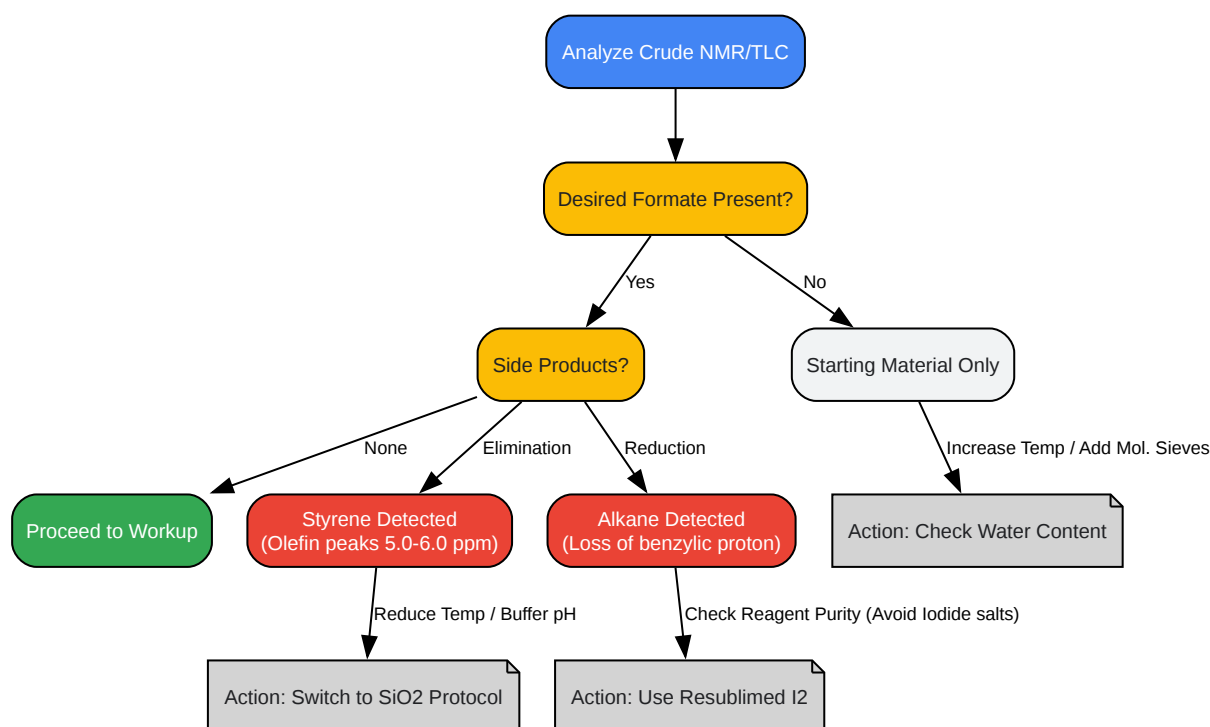 Analyze Crude NMR/TLC
Desired Formate Present?
Yes
No
Side Products?
Starting Material Only
None
Elimination
Reduction
Increase Temp / Add Mol. Sieves
Proceed to Workup
Styrene Detected
(Olefin peaks 5.0-6.0 ppm)
Alkane Detected
(Loss of benzylic proton)
Action: Check Water Content
Reduce Temp / Buffer pH
Check Reagent Purity (Avoid Iodide salts)
Action: Switch to SiO2 Protocol
Action: Use Resublimed I2